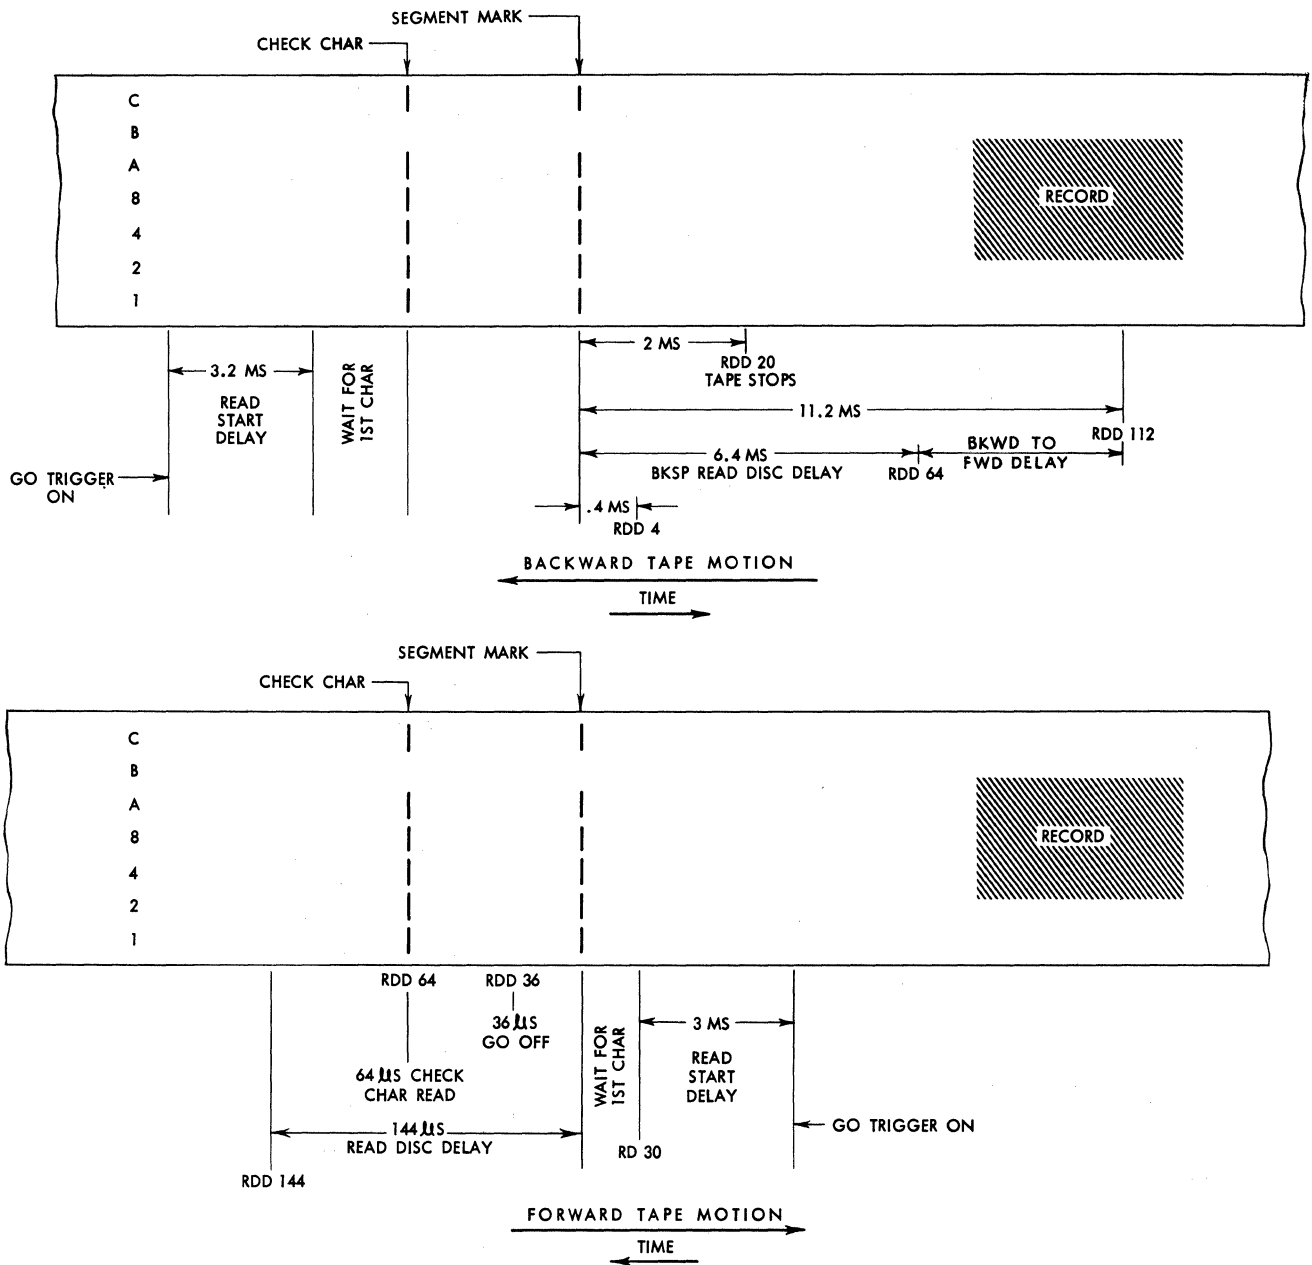 SEGMENT MARK
CHECK CHAR
C
B
A
8
4
2
1
RECORD
2 MS
RDD 20
TAPE STOPS
3.2 MS
READ
START
DELAY
WAIT FOR
1ST CHAR
11.2 MS
RDD 112
6.4 MS
BKSP READ DISC DELAY
RDD 64
BKWD TO
FWD DELAY
GO TRIGGER
ON
.4 MS
RDD 4
BACKWARD TAPE MOTION
TIME
SEGMENT MARK
CHECK CHAR
C
B
A
8
4
2
1
RECORD
RDD 64
RDD 36
36 µS
GO OFF
64 µS CHECK
CHAR READ
WAIT FOR
1ST CHAR
3 MS
READ
START
DELAY
144 µS
READ DISC DELAY
GO TRIGGER ON
RD 30
RDD 144
FORWARD TAPE MOTION
TIME